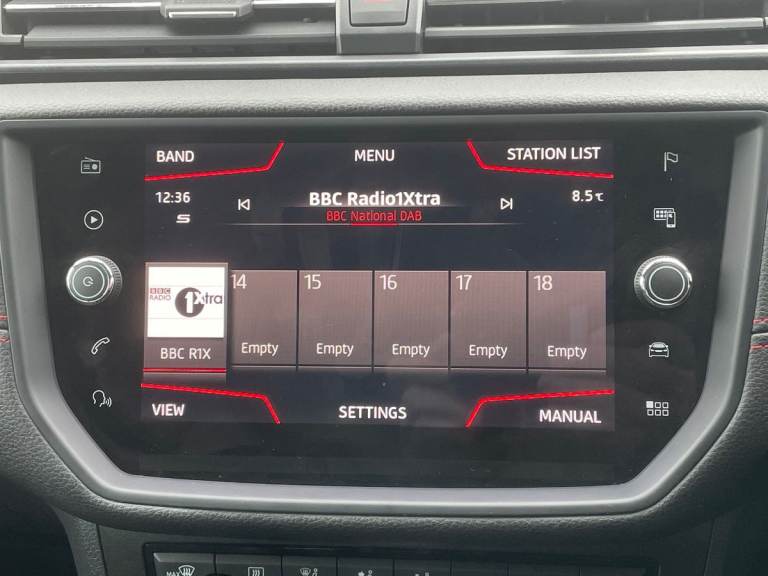 BAND MENU STATION LIST
12:36 BBC Radio1Xtra 8.5℃
BBC National DAB
14 15 16 17 18
BBC RADIO 1Xtra
BBC R1X Empty Empty Empty Empty Empty
VIEW SETTINGS MANUAL
MAX